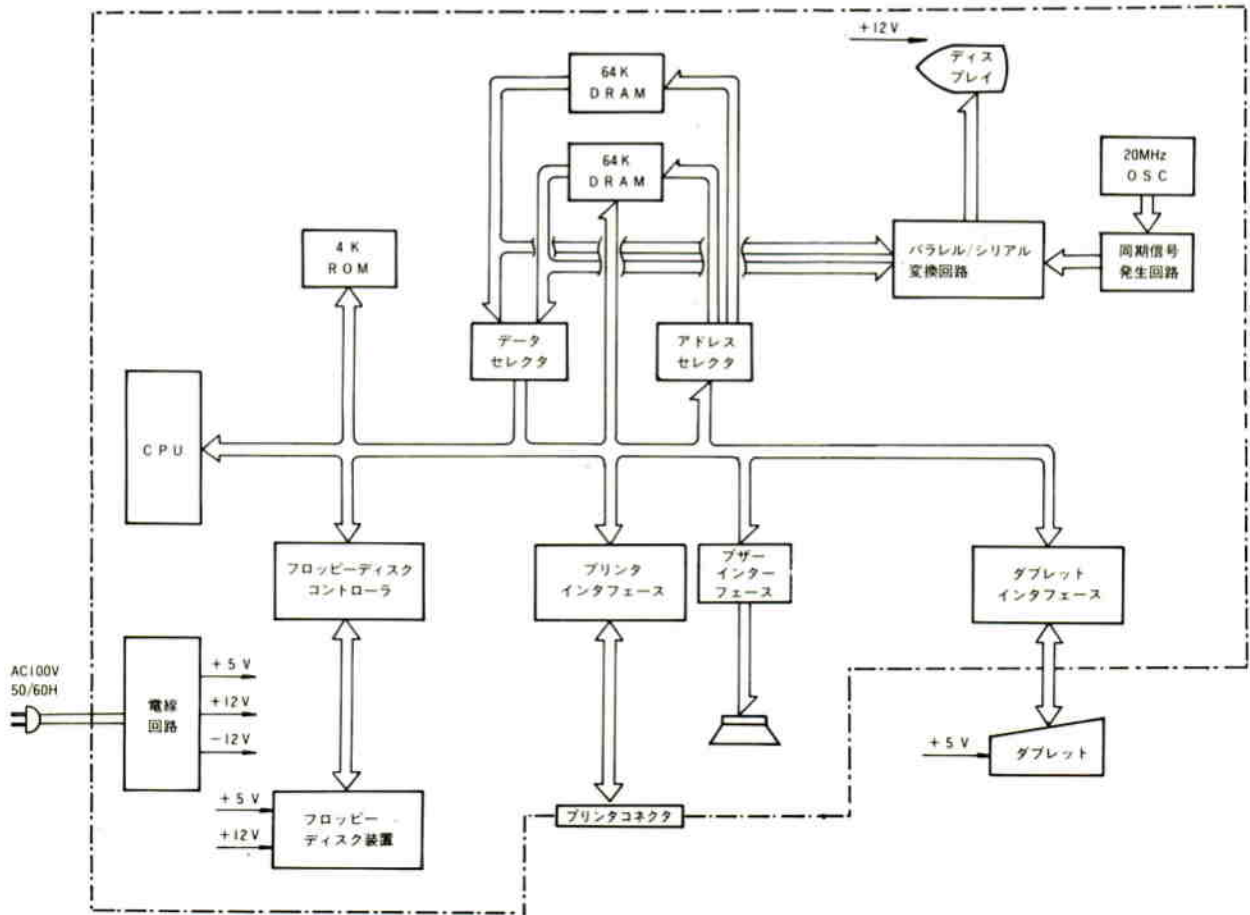 +12V
ディス
プレイ
64K
DRAM
64K
DRAM
20MHz
OSC
4K
ROM
パラレル/シリアル
変換回路
同期信号
発生回路
データ
セレクタ
アドレス
セレクタ
CPU
フロッピーディスク
コントローラ
プリンタ
インタフェース
ブザー
インター
フェース
タブレット
インタフェース
AC100V
50/60H
電線
回路
+5V
+12V
-12V
+5V
タブレット
+5V
+12V
フロッピー
ディスク装置
プリンタコネクタ